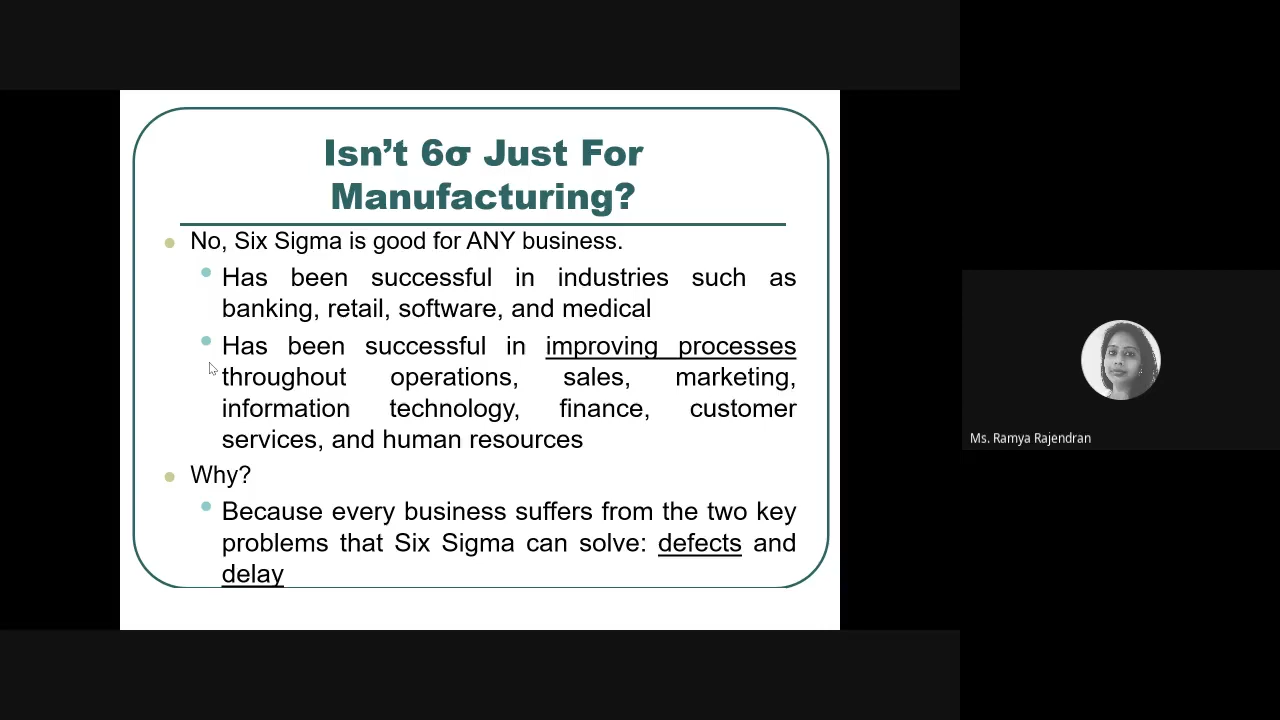 Isn’t 6σ Just For
Manufacturing?
No, Six Sigma is good for ANY business.
Has been successful in industries such as
banking, retail, software, and medical
Has been successful in improving processes
throughout operations, sales, marketing,
information technology, finance, customer
services, and human resources
Why?
Because every business suffers from the two key
problems that Six Sigma can solve: defects and
delay
Ms. Ramya Rajendran